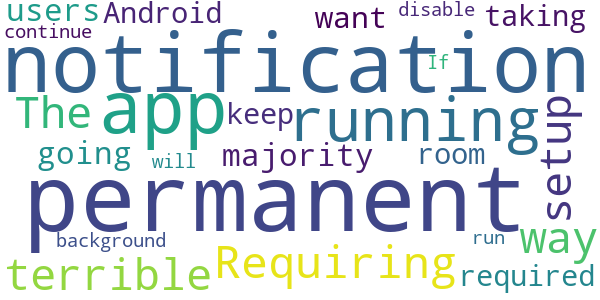 users Android want disable taking
continue
notification
If
The app keep running
going will majority room setup
permanent
background run way
terrible Requiring required